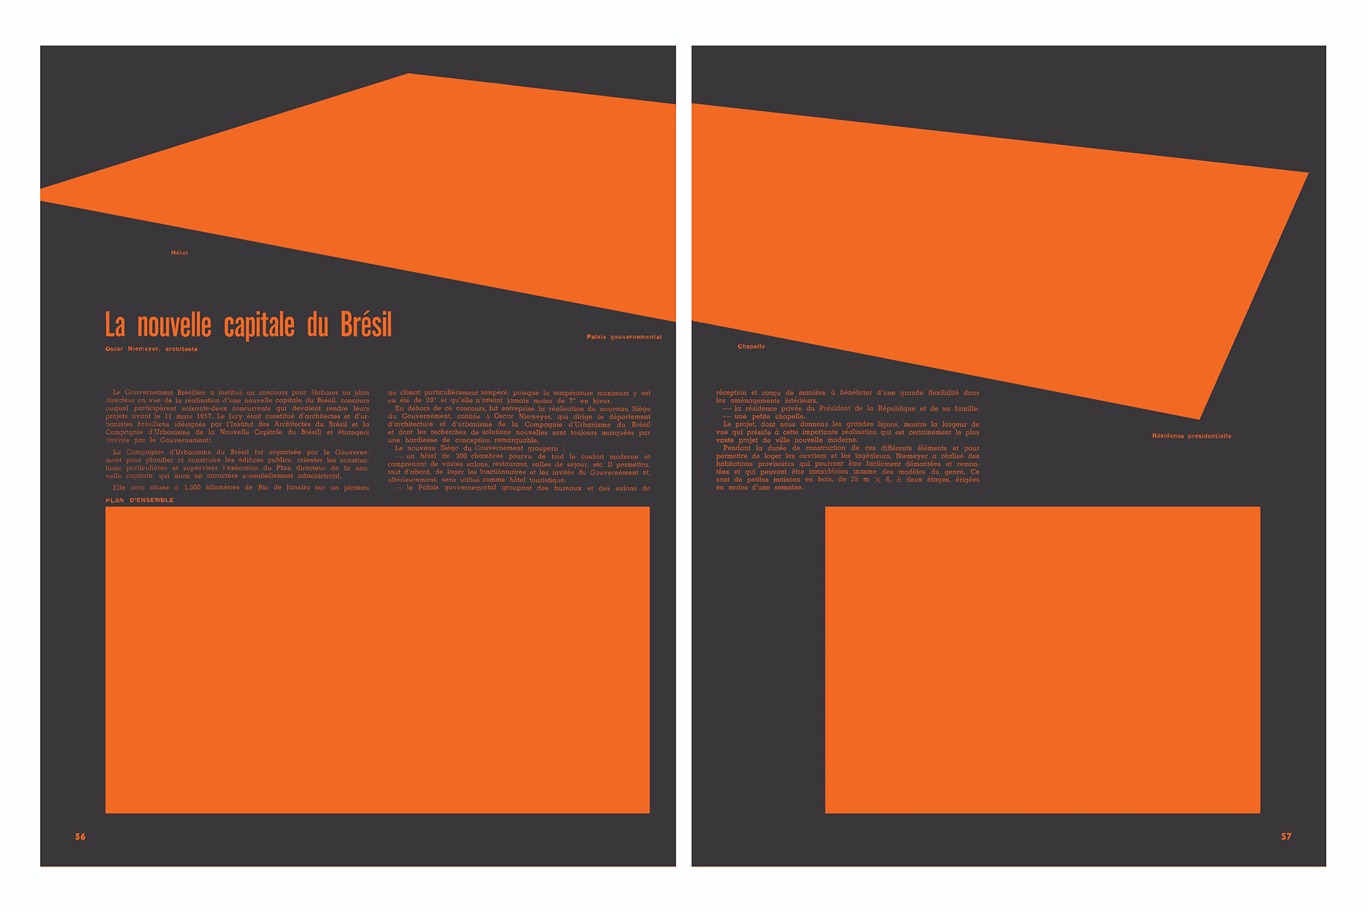 Hôtel
La nouvelle capitale du Brésil
Oscar Niemeyer, architecte
Palais gouvernemental
Le Gouvernement Brésilien a institué un concours pour élaborer un plan
directeur en vue de la réalisation d'une nouvelle capitale du Brésil, concours
auquel participèrent soixante-deux concurrents qui devaient rendre leurs
projets avant le 11 mars 1957. Le Jury était constitué d'architectes et d'ur-
banistes brésiliens (désignés par l'Institut des Architectes du Brésil et la
Compagnie d'Urbanisme de la Nouvelle Capitale du Brésil) et étrangers
(invités par le Gouvernement).
La Compagnie d'Urbanisme du Brésil fut organisée par le Gouverne-
ment pour planifier et construire les édifices publics, orienter les construc-
tions particulières et superviser l'exécution du Plan directeur de la nou-
velle capitale, qui aura un caractère essentiellement administratif.
Elle sera située à 1.300 kilomètres de Rio de Janeiro sur un plateau
au climat particulièrement tempéré, puisque la température maximum y est
en été de 28° et qu'elle n'atteint jamais moins de 7° en hiver.
En dehors de ce concours, fut entreprise la réalisation du nouveau Siège
du Gouvernement, confiée à Oscar Niemeyer, qui dirige le département
d'architecture et d'urbanisme de la Compagnie d'Urbanisme du Brésil
et dont les recherches de solutions nouvelles sont toujours marquées par
une hardiesse de conception remarquable.
Le nouveau Siège du Gouvernement groupera :
— un hôtel de 300 chambres pourvu de tout le confort moderne et
comprenant de vastes salons, restaurant, salles de séjour, etc. Il permettra,
tout d'abord, de loger les fonctionnaires et les invités du Gouvernement et,
ultérieurement, sera utilisé comme hôtel touristique.
— le Palais gouvernemental groupant des bureaux et des salons de
PLAN D'ENSEMBLE
56
Chapelle
réception et conçu de manière à bénéficier d'une grande flexibilité dans
les aménagements intérieurs.
— la résidence privée du Président de la République et de sa famille.
— une petite chapelle.
Le projet, dont nous donnons les grandes lignes, montre la largeur de
vue qui préside à cette importante réalisation qui est certainement le plus
vaste projet de ville nouvelle moderne.
Pendant la durée de construction de ces différents éléments et pour
permettre de loger les ouvriers et les ingénieurs, Niemeyer a réalisé des
habitations provisoires qui pourront être facilement démontées et remon-
tées et qui peuvent être considérées comme des modèles du genre. Ce
sont de petites maisons en bois, de 25 m × 6, à deux étages, érigées
en moins d'une semaine.
Résidence présidentielle
57